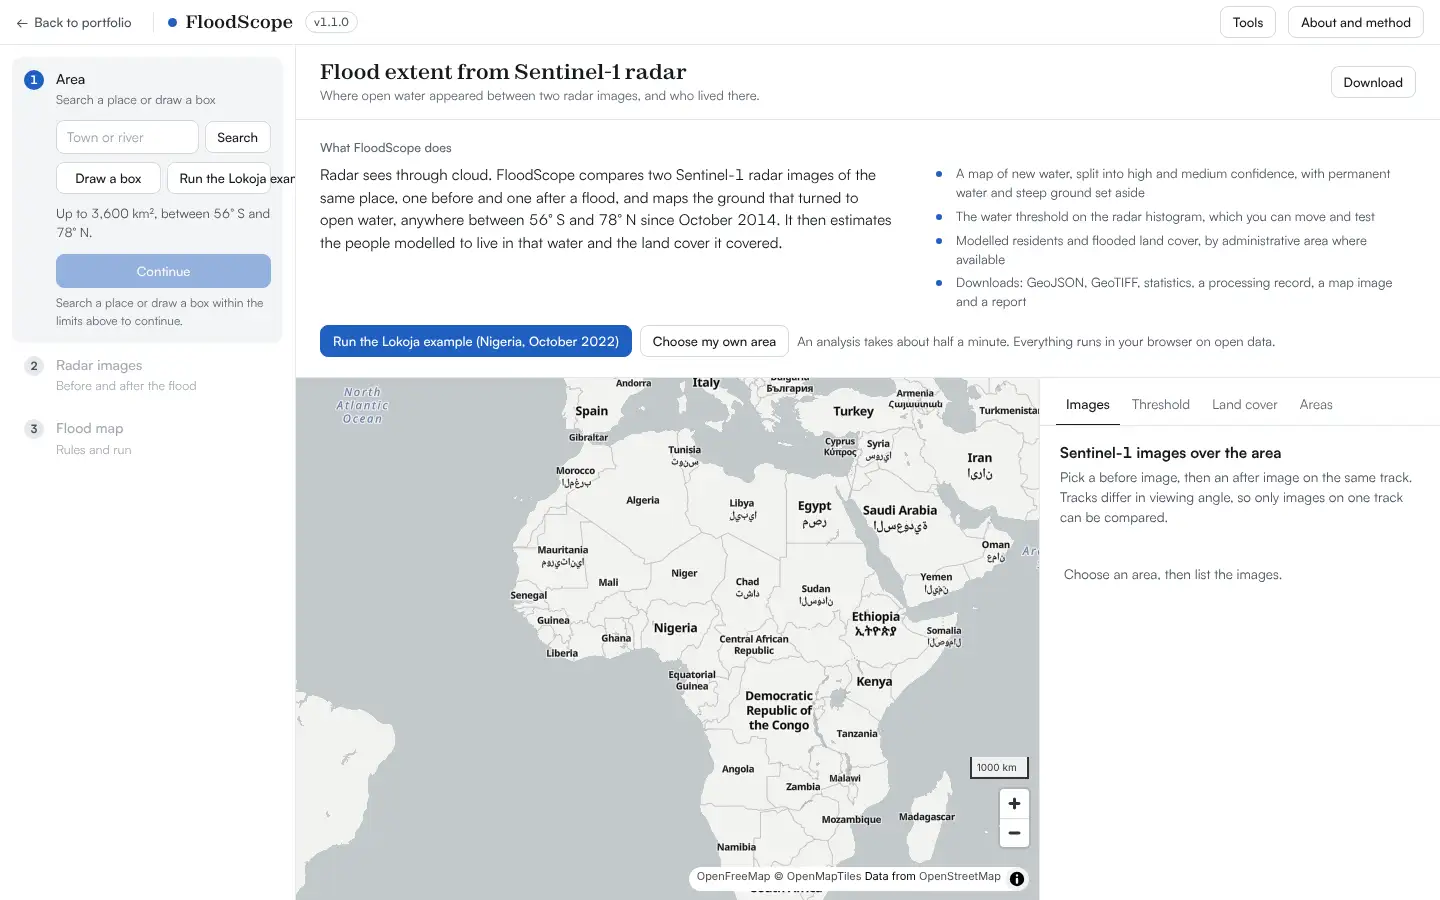 ← Back to portfolio
FloodScope
v1.1.0
Tools
About and method
1
Area
Search a place or draw a box
Town or river
Search
Draw a box
Run the Lokoja exar
Up to 3,600 km², between 56° S and
78° N.
Continue
Search a place or draw a box within the
limits above to continue.
2
Radar images
Before and after the flood
3
Flood map
Rules and run
Flood extent from Sentinel-1 radar
Where open water appeared between two radar images, and who lived there.
Download
What FloodScope does
Radar sees through cloud. FloodScope compares two Sentinel-1 radar images of the
same place, one before and one after a flood, and maps the ground that turned to
open water, anywhere between 56° S and 78° N since October 2014. It then estimates
the people modelled to live in that water and the land cover it covered.
A map of new water, split into high and medium confidence, with permanent
water and steep ground set aside
The water threshold on the radar histogram, which you can move and test
Modelled residents and flooded land cover, by administrative area where
available
Downloads: GeoJSON, GeoTIFF, statistics, a processing record, a map image
and a report
Run the Lokoja example (Nigeria, October 2022)
Choose my own area
An analysis takes about half a minute. Everything runs in your browser on open data.
North
Atlantic
Ocean
Andorra
Italy
България
Armenia
Հայաստան
Spain
Turkey
Turkmenistan
Gibraltar
Tunisia
تونس
Cyprus
Κύπρος
Syria
سوريا
Iran
ایران
Morocco
المغرب
Algeria
Libya
ليبيا
Egypt
مصر
Saudi Arabia
السعودية
Oman
عمان
Ar
Mauritania
موريتانيا
Mali
Niger
Chad
تشاد
Sudan
السودان
Yemen
اليمن
Senegal
Guinea
Ghana
Nigeria
Central African
Republic
Ethiopia
ኢትዮጵያ
Somalia
الصومال
Liberia
Equatorial
Guinea
Kenya
Democratic
Republic of
the Congo
Tanzania
Angola
Zambia
Malawi
Mozambique
Madagascar
Namibia
1000 km
+
−
OpenFreeMap © OpenMapTiles Data from OpenStreetMap
Images
Threshold
Land cover
Areas
Sentinel-1 images over the area
Pick a before image, then an after image on the same track.
Tracks differ in viewing angle, so only images on one track
can be compared.
Choose an area, then list the images.